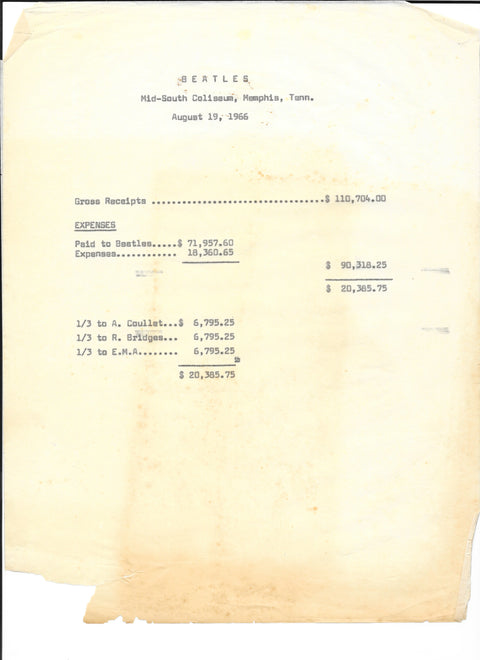 BEATLES
Mid-South Coliseum, Memphis, Tenn.
August 19, 1966
Gross Receipts ....................................$ 110,704.00
EXPENSES
Paid to Beatles.....$ 71,957.60
Expenses............ 18,360.65
$ 90,318.25
$ 20,385.75
1/3 to A. Coullet...$ 6,795.25
1/3 to R. Bridges... 6,795.25
1/3 to E.M.A........ 6,795.25
$ 20,385.75